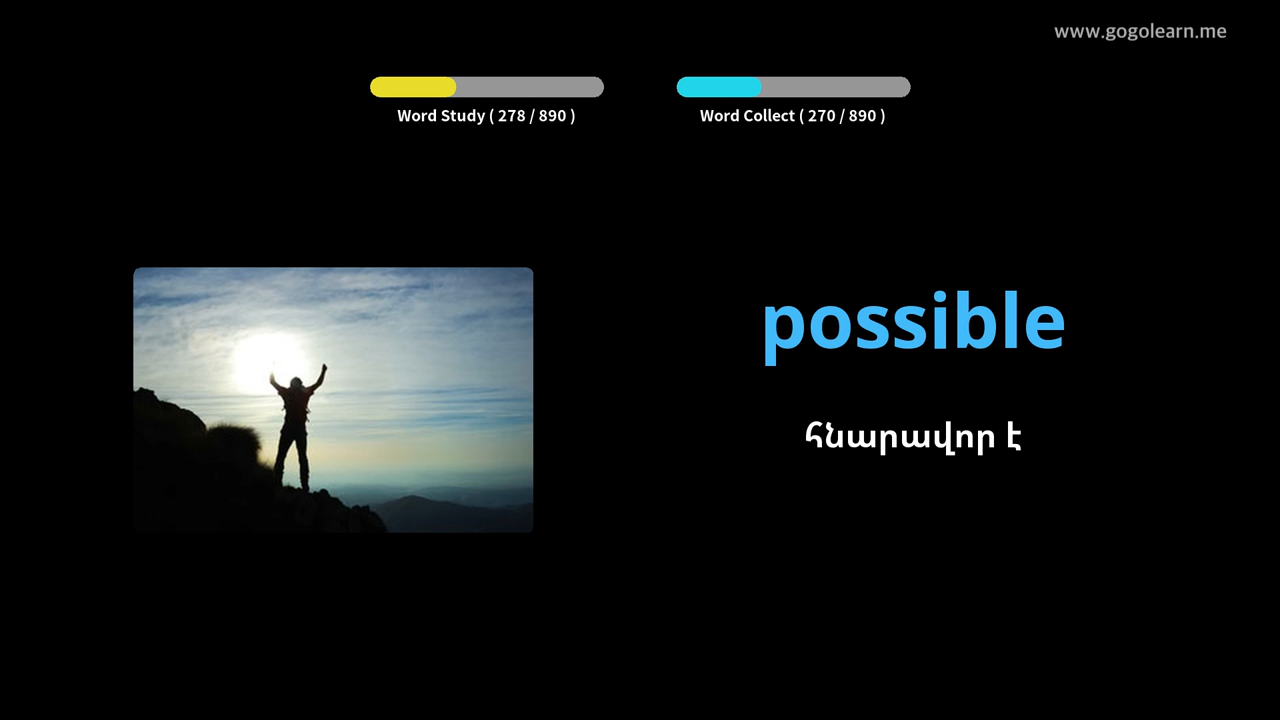 www.gogolearn.me
Word Study ( 278 / 890 )
Word Collect ( 270 / 890 )
possible
հնարավոր է